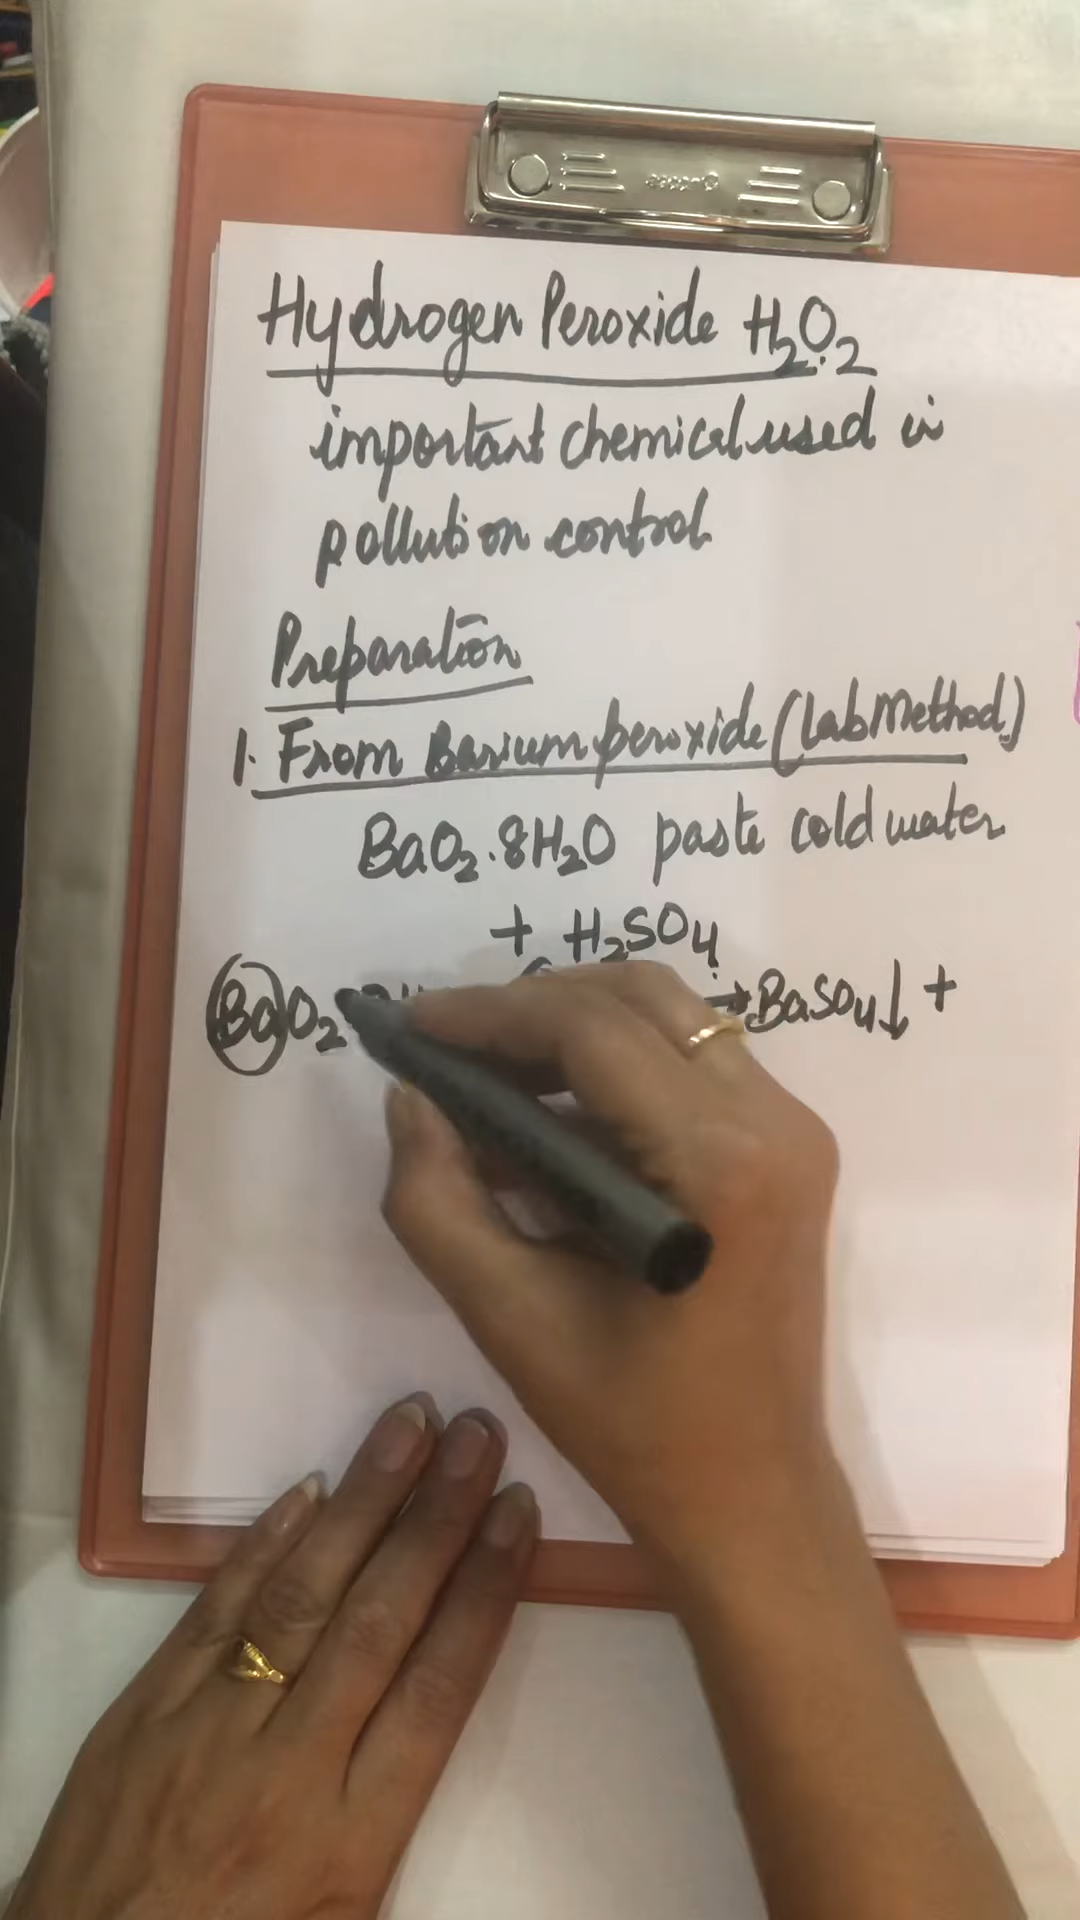 Hydrogen Peroxide H₂O₂
important chemical used in
pollution control
Preparation
1. From Barium peroxide (Lab Method)
BaO₂.8H₂O paste cold water
+ H₂SO₄
BaO₂ → BaSO₄↓ +